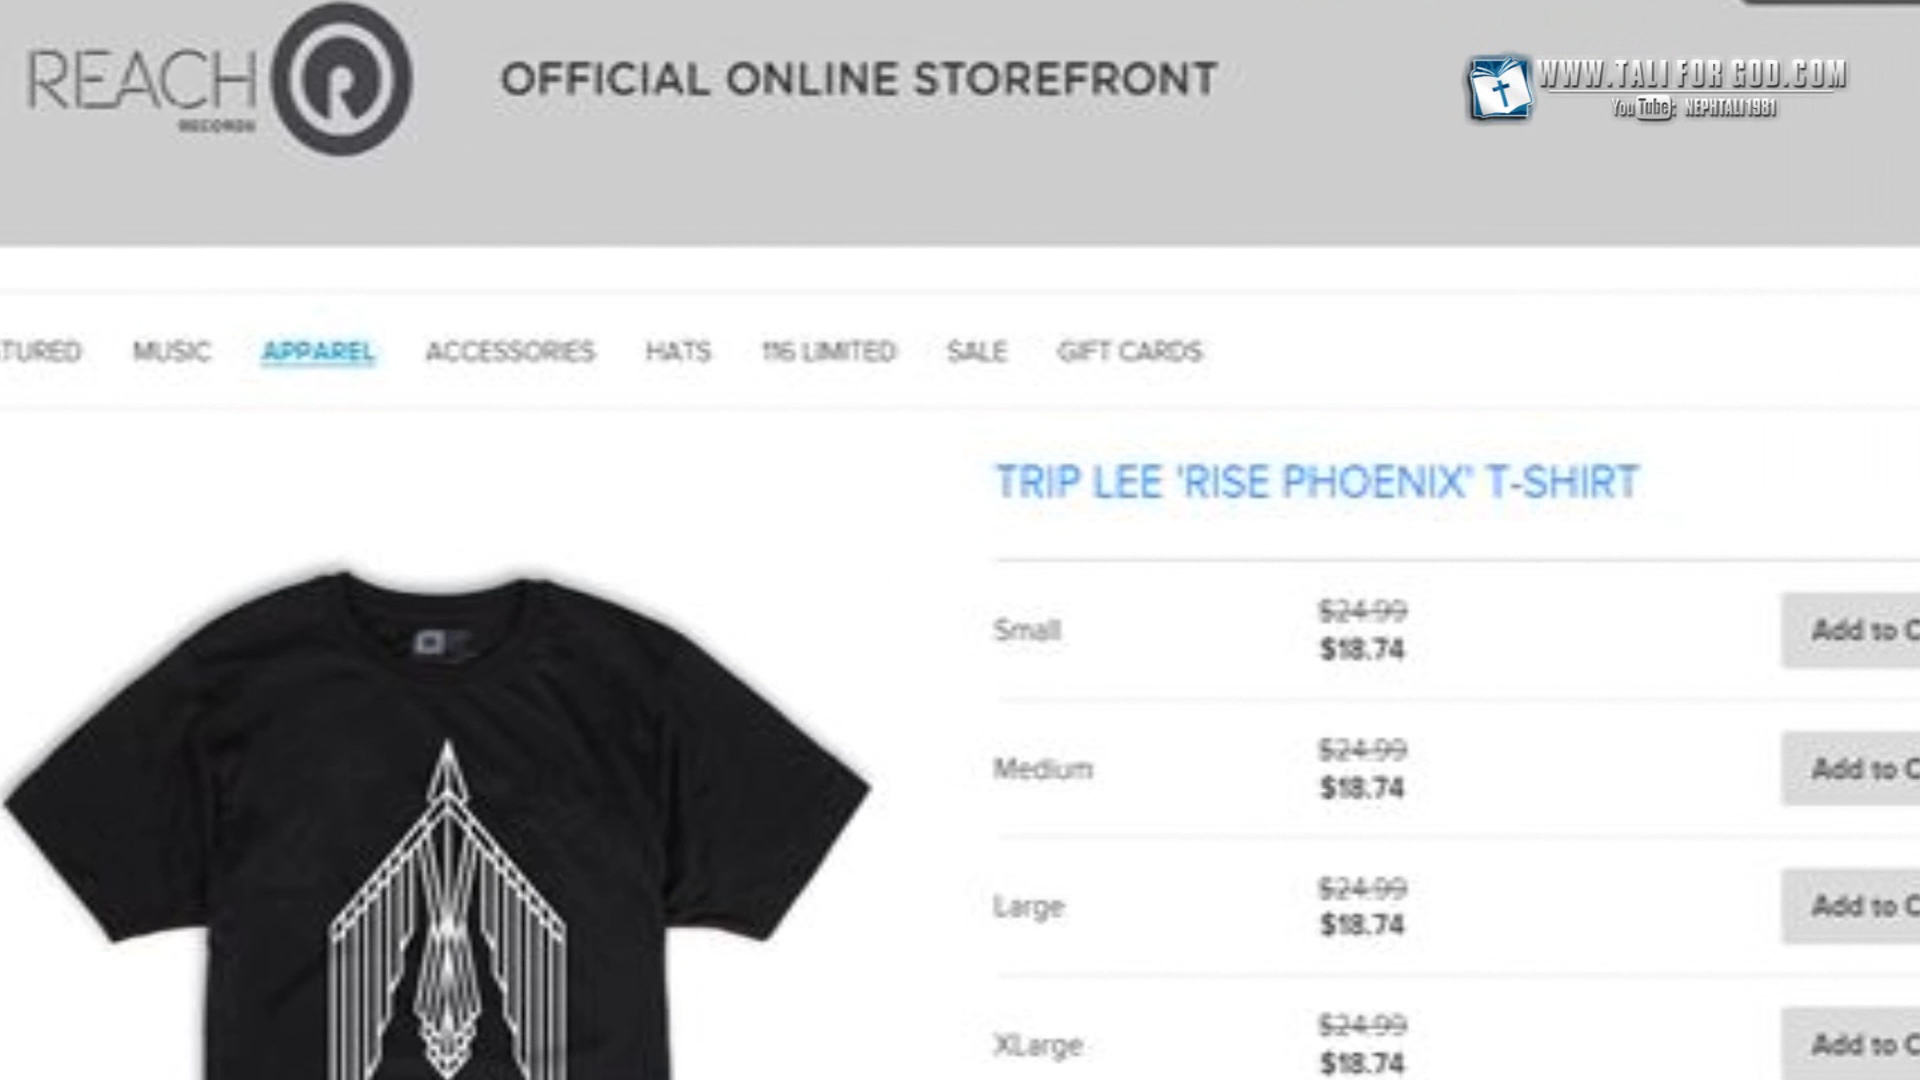 REACH
RECORDS
OFFICIAL ONLINE STOREFRONT
WWW.TALI FOR GOD.COM
YouTube: NEPHTALI1981
TURED MUSIC APPAREL ACCESSORIES HATS 116 LIMITED SALE GIFT CARDS
TRIP LEE 'RISE PHOENIX' T-SHIRT
Small $24.99 $18.74 Add to C
Medium $24.99 $18.74 Add to C
Large $24.99 $18.74 Add to C
XLarge $24.99 $18.74 Add to C